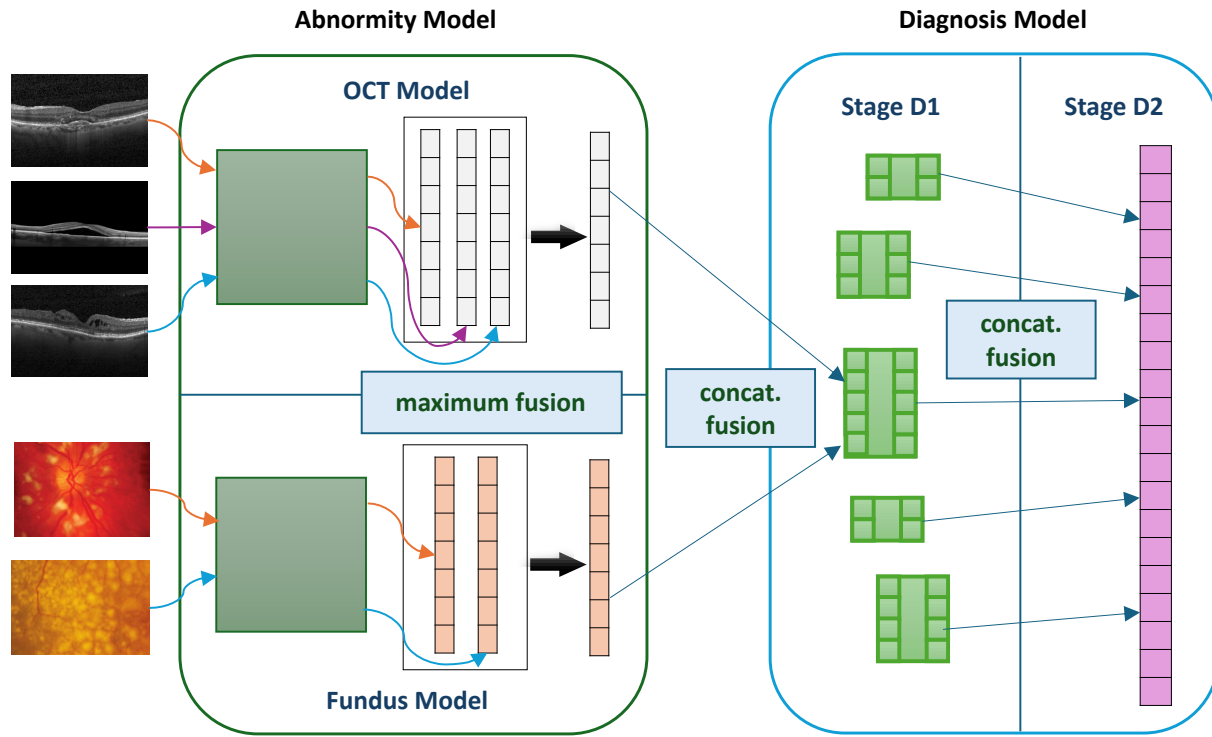 Abnormity Model
Diagnosis Model
OCT Model
Stage D1
Stage D2
maximum fusion
concat.
fusion
concat.
fusion
Fundus Model